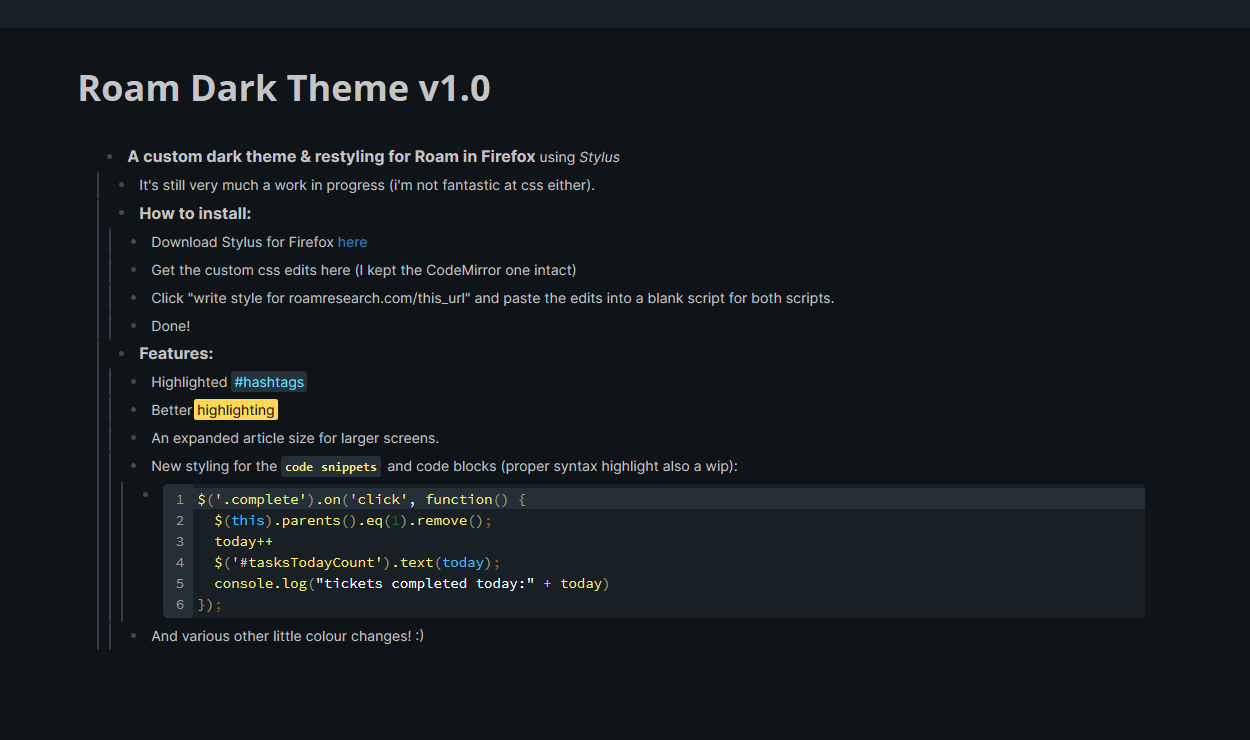 Roam Dark Theme v1.0
A custom dark theme & restyling for Roam in Firefox using Stylus
It's still very much a work in progress (i'm not fantastic at css either).
How to install:
Download Stylus for Firefox here
Get the custom css edits here (I kept the CodeMirror one intact)
Click "write style for roamresearch.com/this_url" and paste the edits into a blank script for both scripts.
Done!
Features:
Highlighted #hashtags
Better highlighting
An expanded article size for larger screens.
New styling for the code snippets and code blocks (proper syntax highlight also a wip):
1 $('.complete').on('click', function() {
2   $(this).parents().eq(1).remove();
3   today++
4   $('#tasksTodayCount').text(today);
5   console.log("tickets completed today:" + today)
6 });
And various other little colour changes! :)